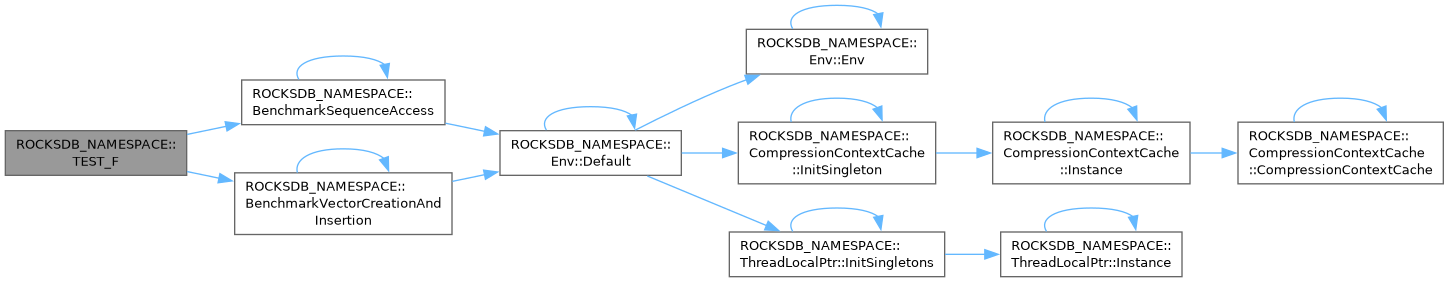 ROCKSDB_NAMESPACE::
TEST_F
ROCKSDB_NAMESPACE::
BenchmarkSequenceAccess
ROCKSDB_NAMESPACE::
BenchmarkVectorCreationAnd
Insertion
ROCKSDB_NAMESPACE::
Env::Default
ROCKSDB_NAMESPACE::
Env::Env
ROCKSDB_NAMESPACE::
CompressionContextCache
::InitSingleton
ROCKSDB_NAMESPACE::
CompressionContextCache
::Instance
ROCKSDB_NAMESPACE::
CompressionContextCache
::CompressionContextCache
ROCKSDB_NAMESPACE::
ThreadLocalPtr::InitSingletons
ROCKSDB_NAMESPACE::
ThreadLocalPtr::Instance